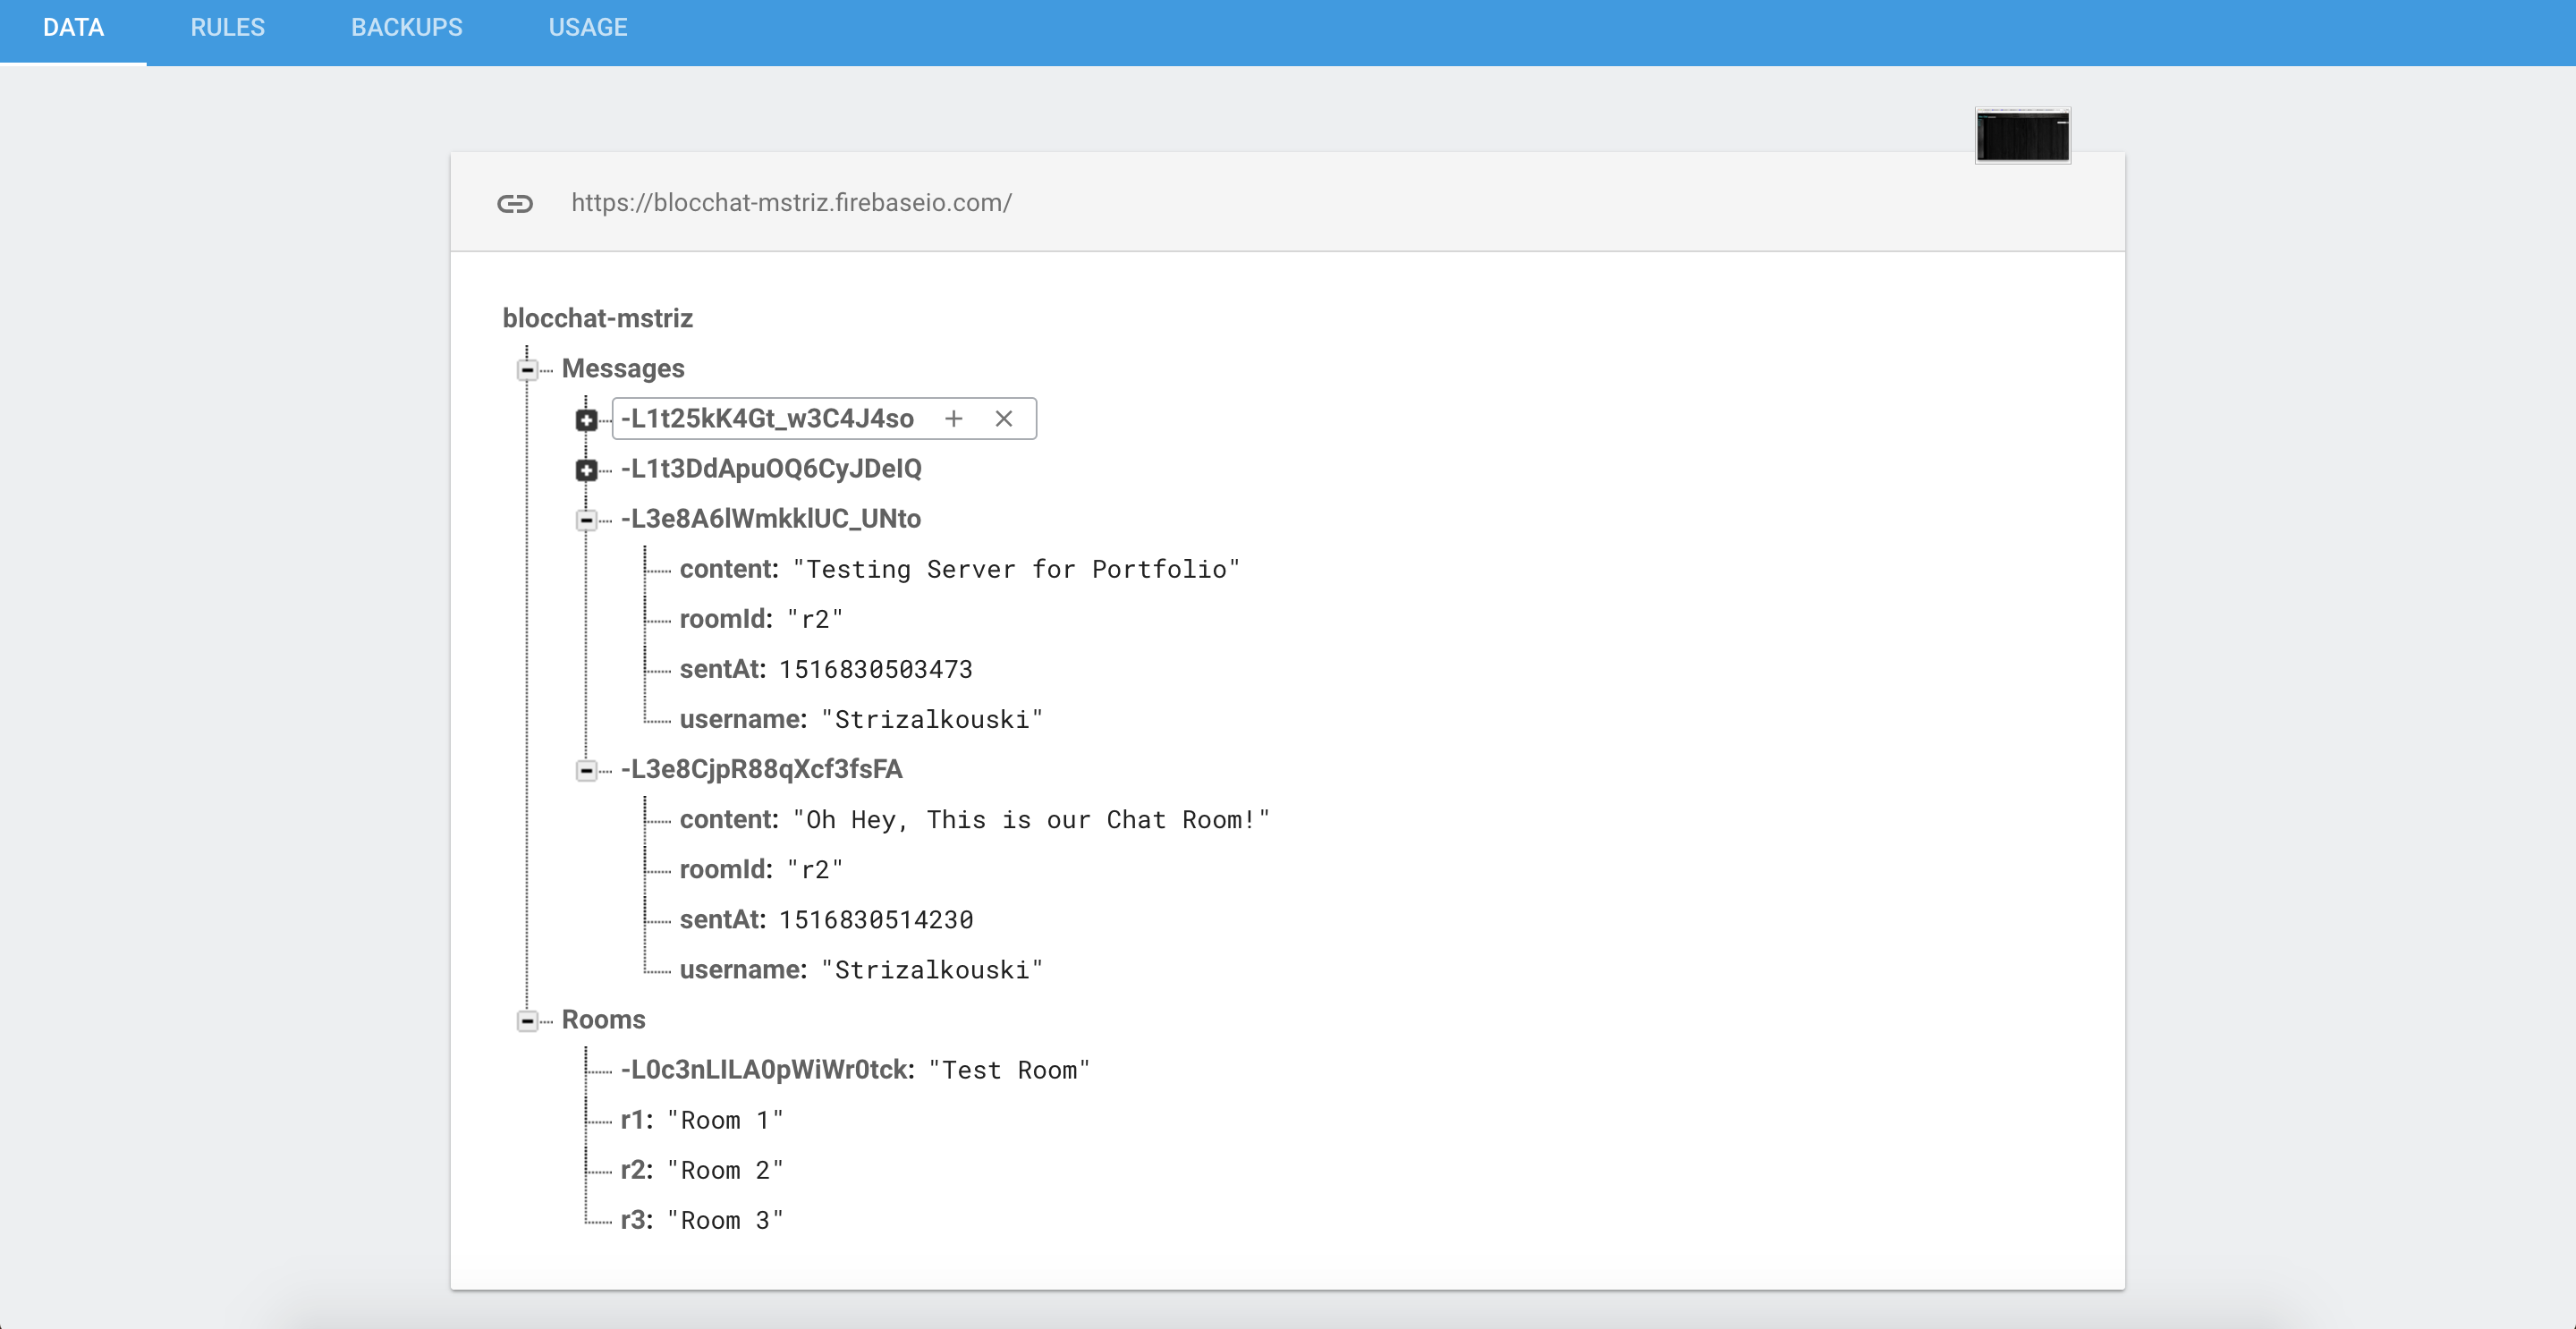 DATA RULES BACKUPS USAGE
https://blocchat-mstriz.firebaseio.com/
blocchat-mstriz
Messages
-L1t25kK4Gt_w3C4J4so
-L1t3DdApuOQ6CyJDeIQ
-L3e8A6lWmkklUC_UNto
content: "Testing Server for Portfolio"
roomId: "r2"
sentAt: 1516830503473
username: "Strizalkouski"
-L3e8CjpR88qXcf3fsFA
content: "Oh Hey, This is our Chat Room!"
roomId: "r2"
sentAt: 1516830514230
username: "Strizalkouski"
Rooms
-L0c3nLILA0pWiWr0tck: "Test Room"
r1: "Room 1"
r2: "Room 2"
r3: "Room 3"